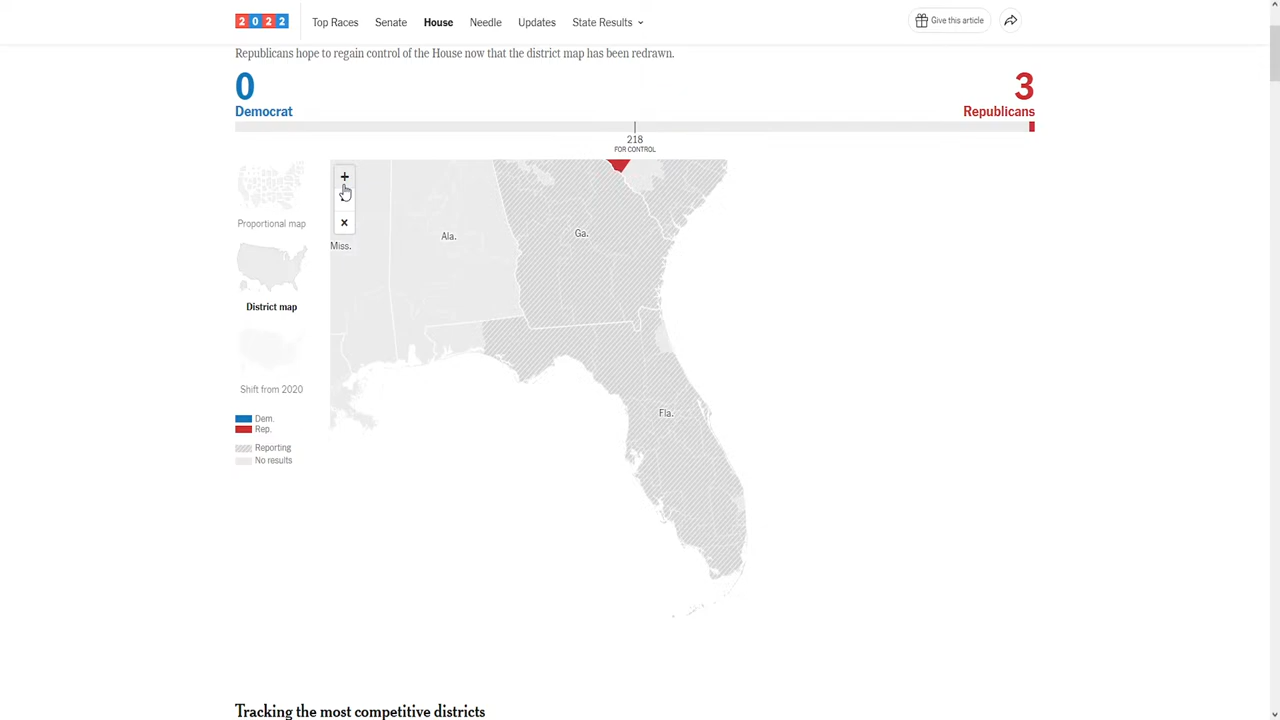 2022
Top Races
Senate
House
Needle
Updates
State Results
Give this article
Republicans hope to regain control of the House now that the district map has been redrawn.
0
Democrat
3
Republicans
218
FOR CONTROL
+
×
Proportional map
District map
Shift from 2020
Dem.
Rep.
Reporting
No results
Miss.
Ala.
Ga.
Fla.
Tracking the most competitive districts